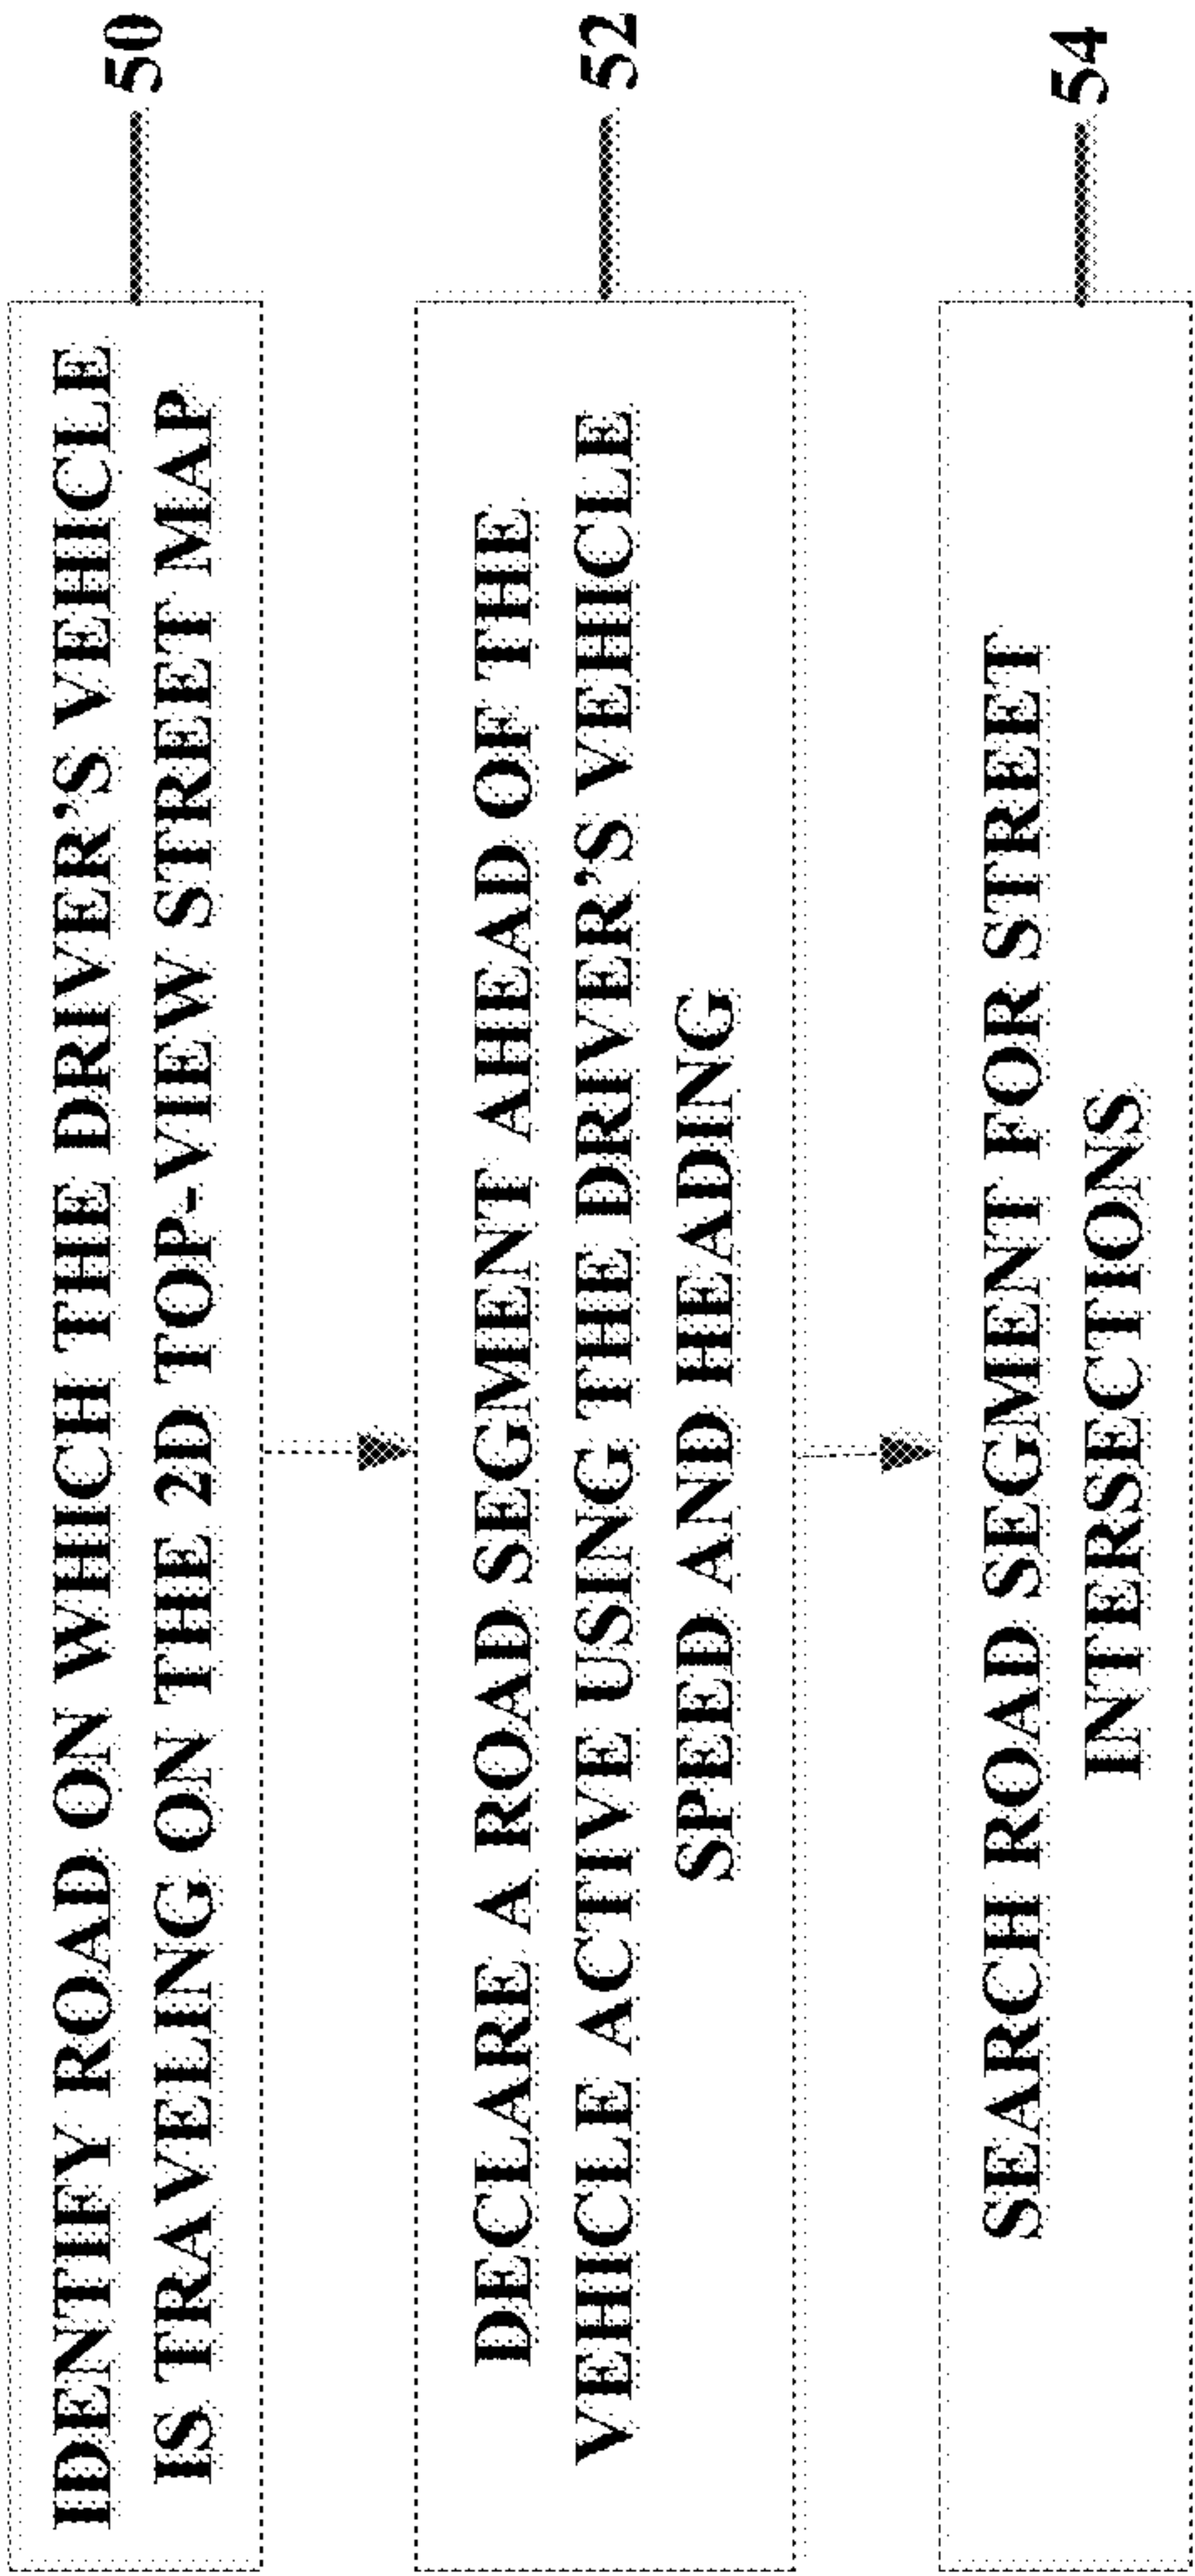 IDENTIFY ROAD ON WHICH THE DRIVER'S VEHICLE
IS TRAVELING ON THE 2D TOP-VIEW STREET MAP
50
DECLARE A ROAD SEGMENT AHEAD OF THE
VEHICLE ACTIVE USING THE DRIVER'S VEHICLE
SPEED AND HEADING
52
SEARCH ROAD SEGMENT FOR STREET
INTERSECTIONS
54